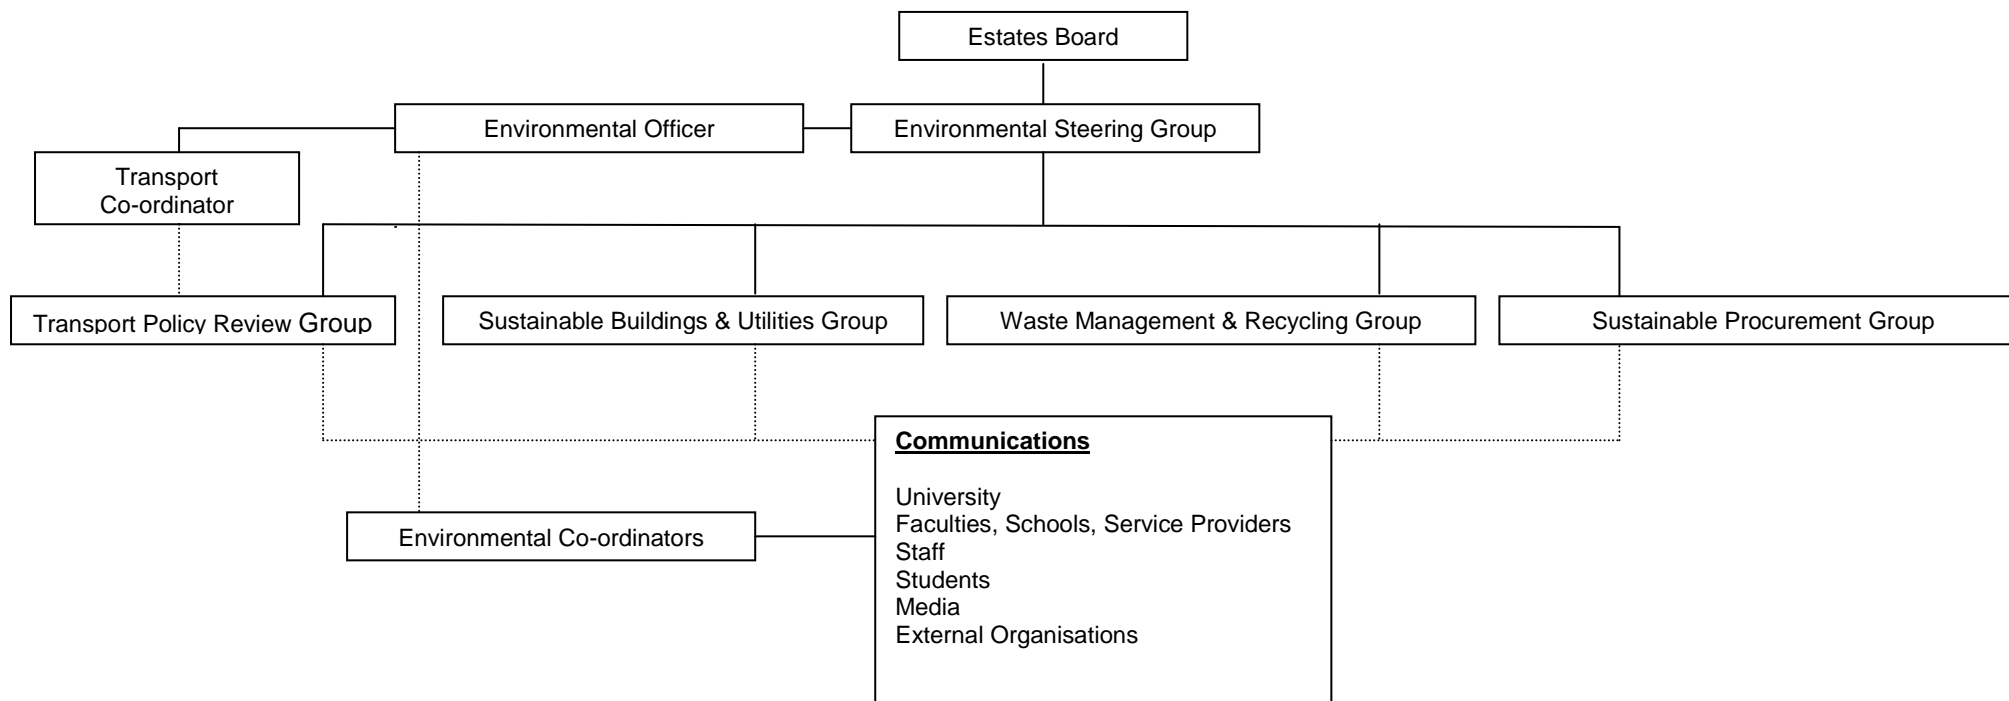 Estates Board
Environmental Officer
Environmental Steering Group
Transport
Co-ordinator
Transport Policy Review Group
Sustainable Buildings & Utilities Group
Waste Management & Recycling Group
Sustainable Procurement Group
Communications
University
Faculties, Schools, Service Providers
Staff
Students
Media
External Organisations
Environmental Co-ordinators